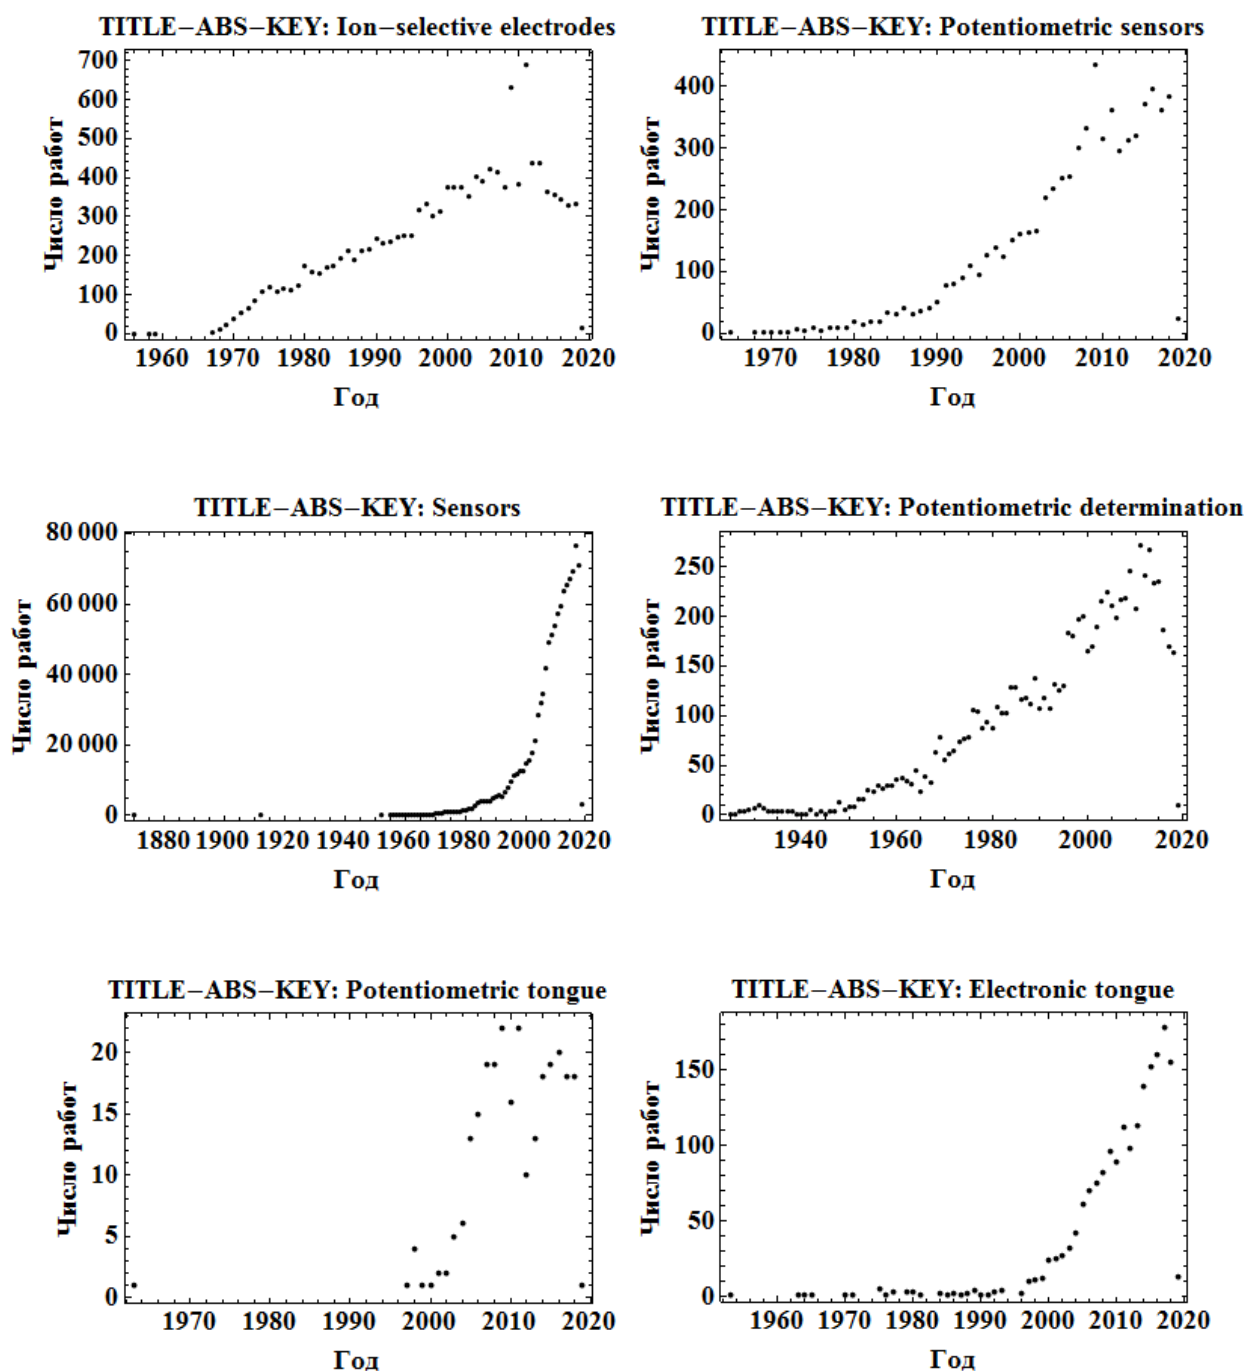 TITLE–ABS–KEY: Ion–selective electrodes
700
600
500
400
300
200
100
0
Число работ
1960 1970 1980 1990 2000 2010 2020
Год
TITLE–ABS–KEY: Potentiometric sensors
400
300
200
100
0
Число работ
1970 1980 1990 2000 2010 2020
Год
TITLE–ABS–KEY: Sensors
80 000
60 000
40 000
20 000
0
Число работ
1880 1900 1920 1940 1960 1980 2000 2020
Год
TITLE–ABS–KEY: Potentiometric determination
250
200
150
100
50
0
Число работ
1940 1960 1980 2000 2020
Год
TITLE–ABS–KEY: Potentiometric tongue
20
15
10
5
0
Число работ
1970 1980 1990 2000 2010 2020
Год
TITLE–ABS–KEY: Electronic tongue
150
100
50
0
Число работ
1960 1970 1980 1990 2000 2010 2020
Год